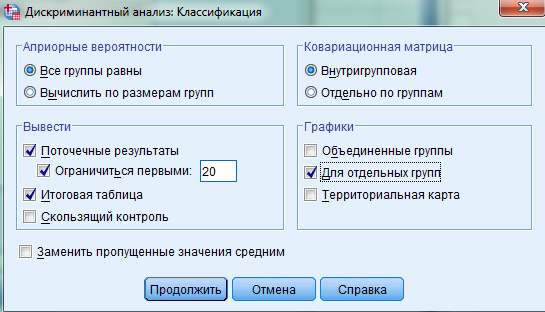 Дискриминантный анализ: Классификация
Априорные вероятности
Все группы равны
Вычислить по размерам групп
Ковариационная матрица
Внутригрупповая
Отдельно по группам
Вывести
Поточечные результаты
Ограничиться первыми: 20
Итоговая таблица
Скользящий контроль
Графики
Объединенные группы
Для отдельных групп
Территориальная карта
Заменить пропущенные значения средним
Продолжить Отмена Справка